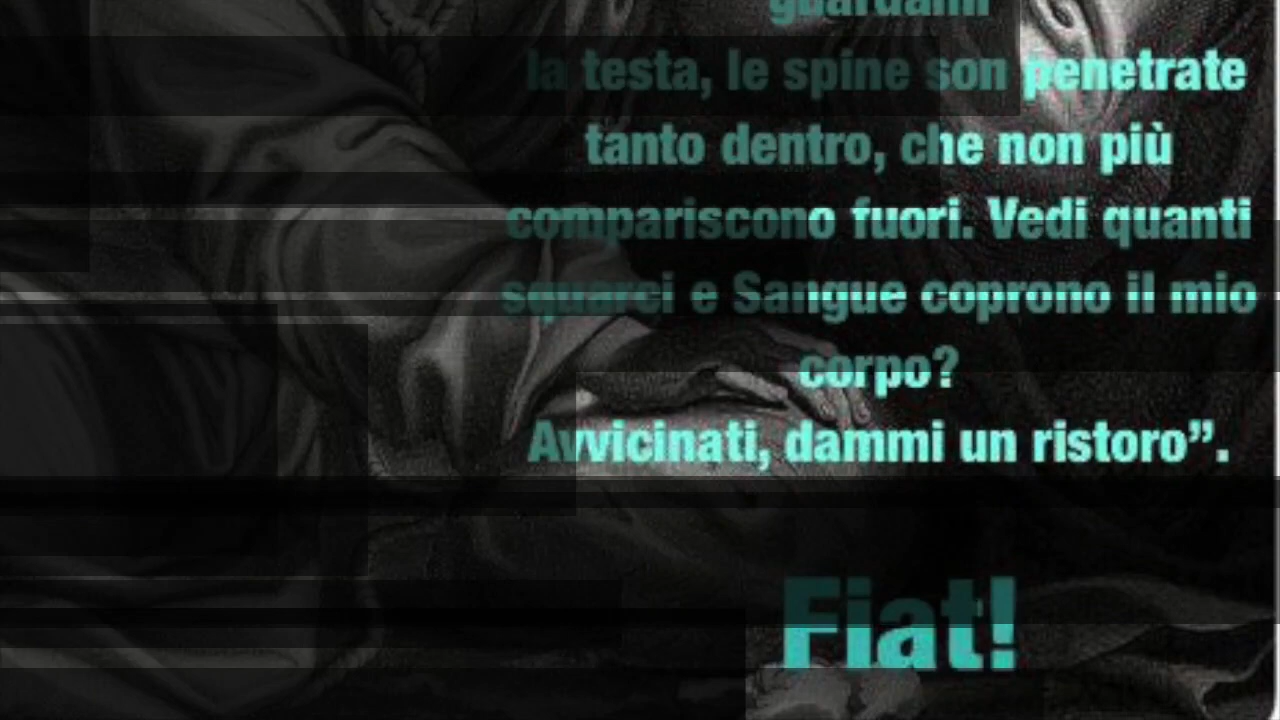 guardami
la testa, le spine son penetrate
tanto dentro, che non più
compariscono fuori. Vedi quanti
squarci e Sangue coprono il mio
corpo?
Avvicinati, dammi un ristoro”.
Fiat!